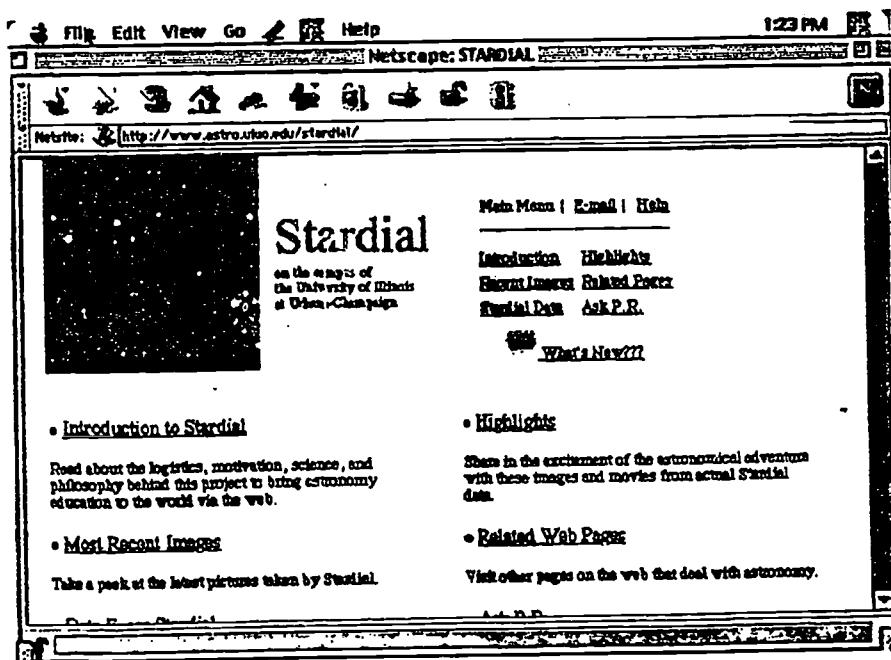 File Edit View Go Help 1:23 PM
Netscape: STARDIAL
Netsite: http://www.astro.uiuc.edu/stardial/
Stardial
on the campus of
the University of Illinois
at Urbana-Champaign
Main Menu | E-mail | Help
Introduction Highlights
Recent Images Related Pages
Stardial Data Ask P.R.
What's New???
• Introduction to Stardial
Read about the logistics, motivation, science, and
philosophy behind this project to bring astronomy
education to the world via the web.
• Most Recent Images
Take a peek at the latest pictures taken by Stardial.
• Highlights
Share in the excitement of the astronomical adventure
with these images and movies from actual Stardial
data.
• Related Web Pages
Visit other pages on the web that deal with astronomy.